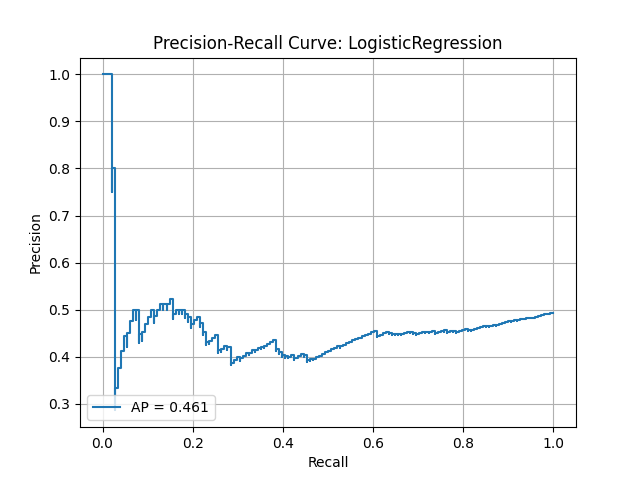 Precision-Recall Curve: LogisticRegression
1.0
0.9
0.8
0.7
0.6
0.5
0.4
0.3
Precision
AP = 0.461
0.0 0.2 0.4 0.6 0.8 1.0
Recall